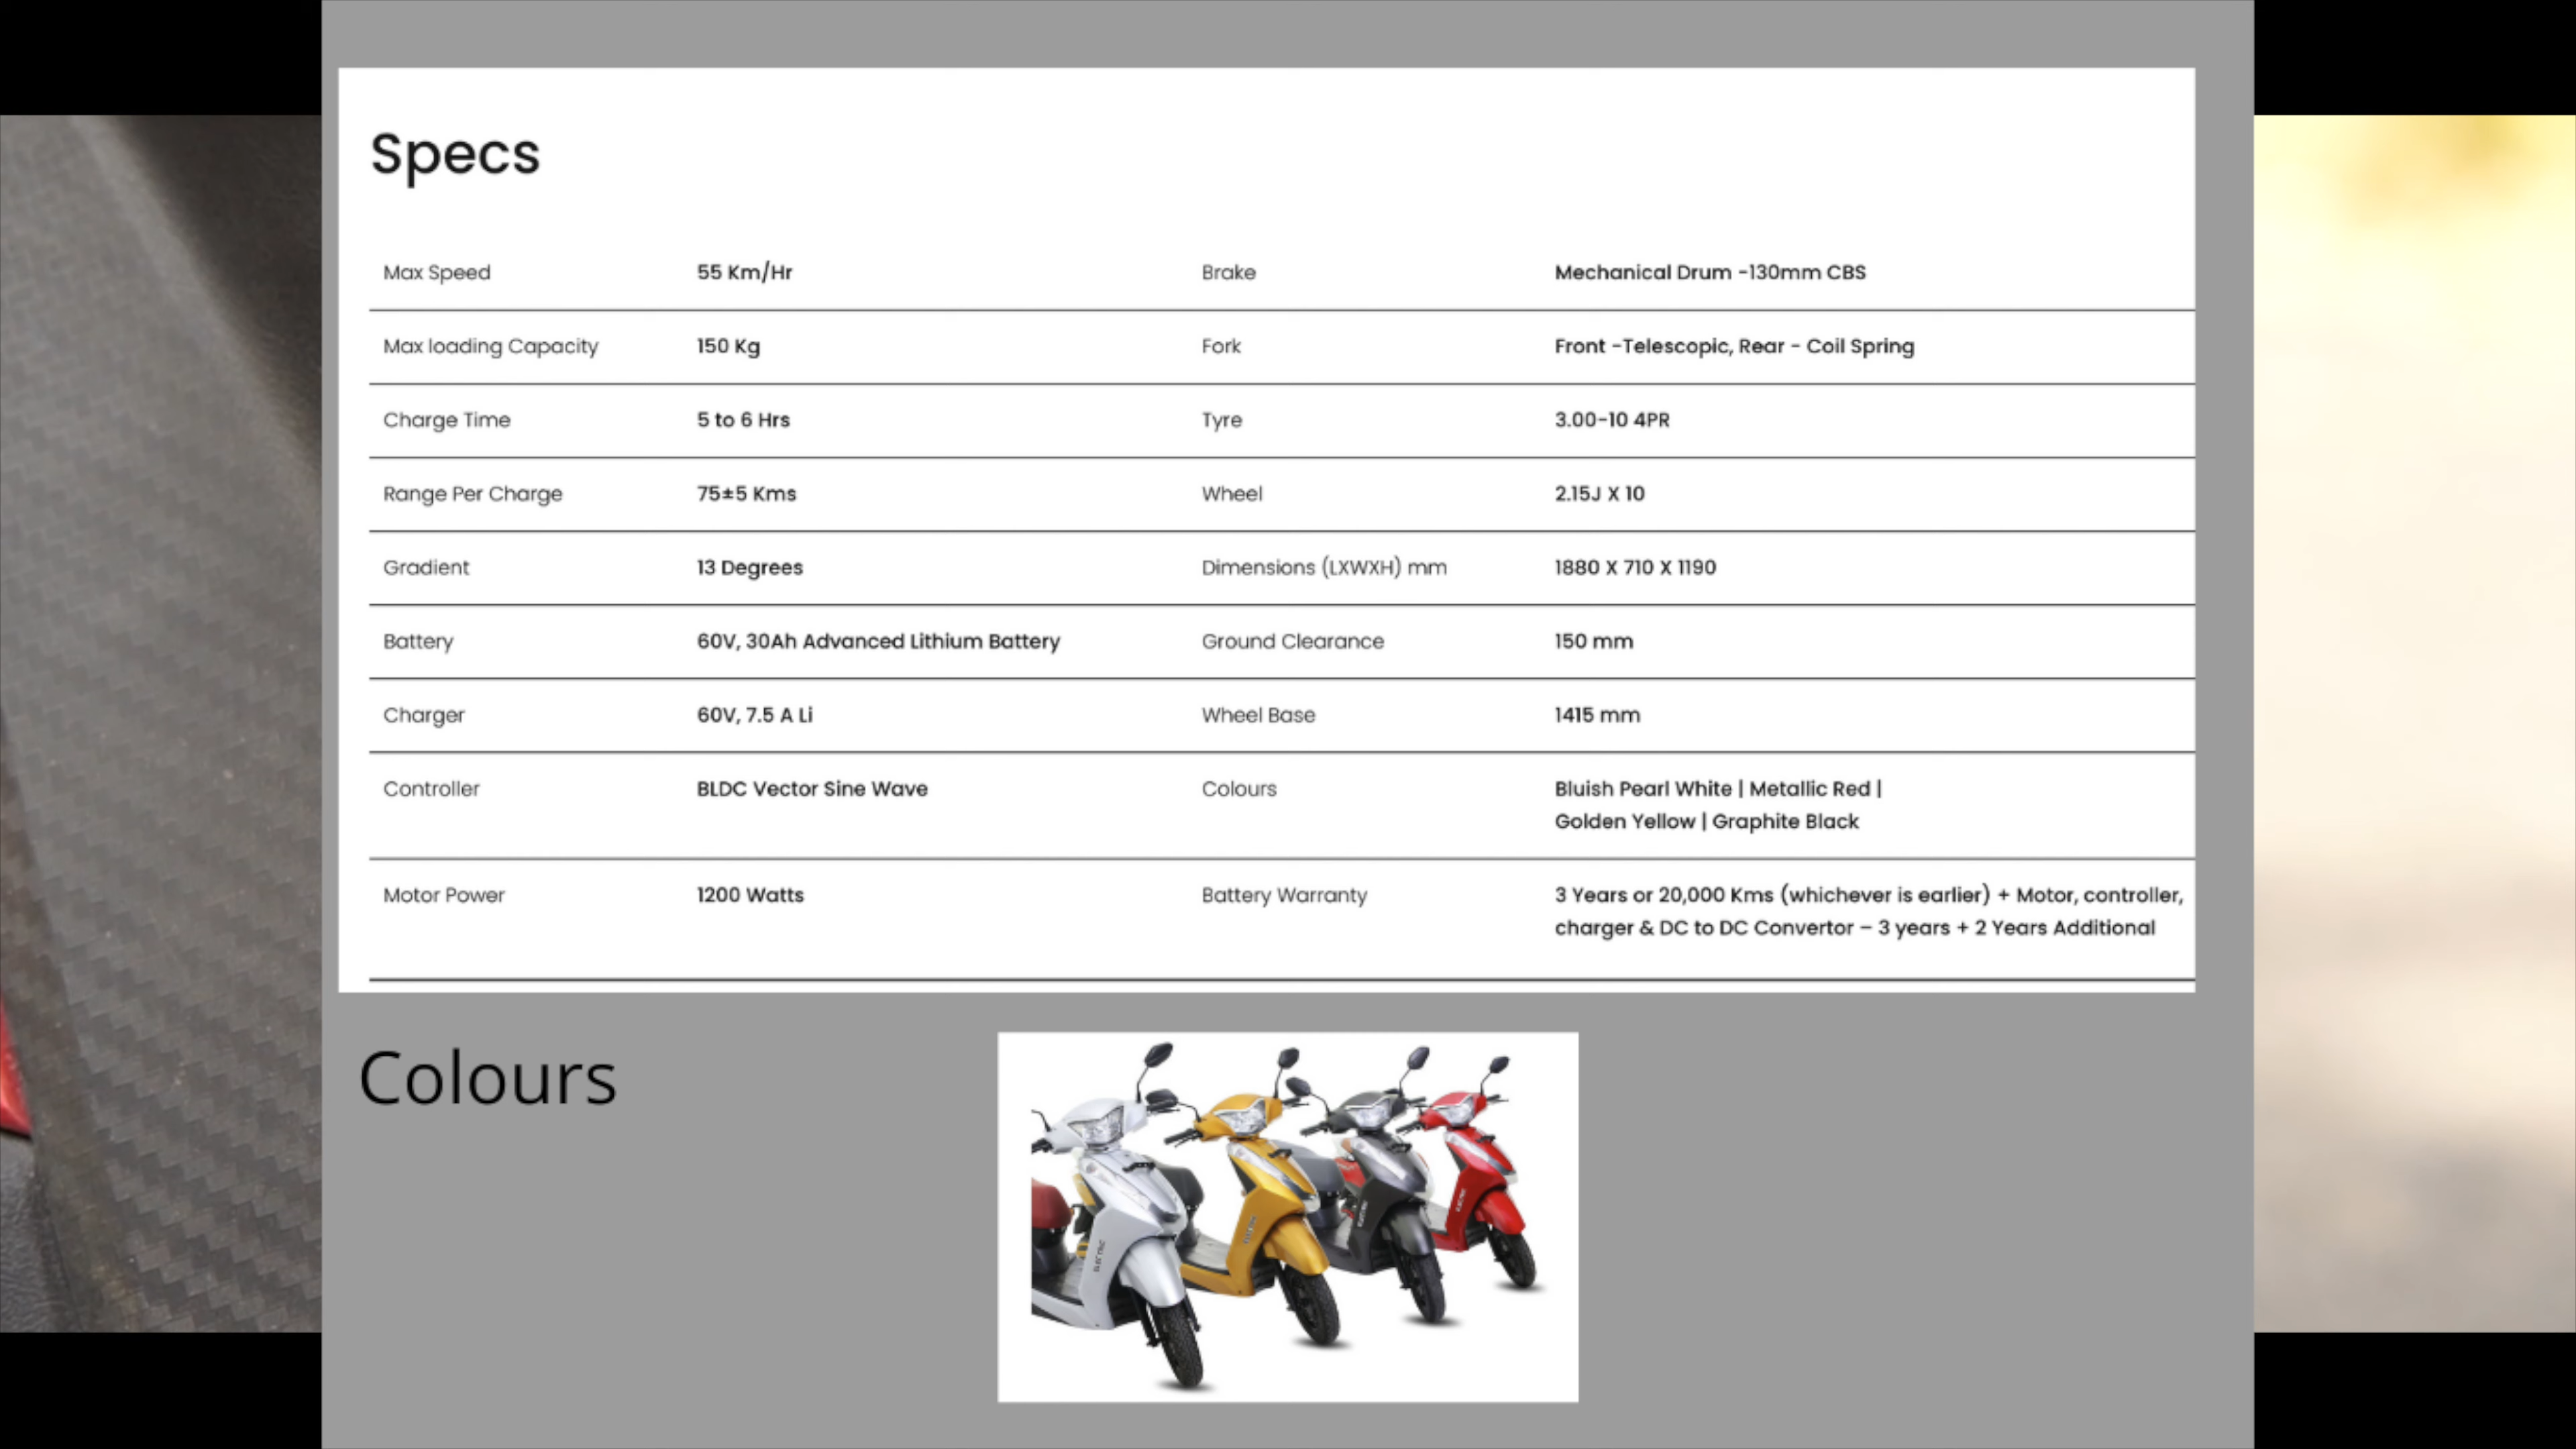 Specs
Max Speed 55 Km/Hr Brake Mechanical Drum -130mm CBS
Max loading Capacity 150 Kg Fork Front -Telescopic, Rear - Coil Spring
Charge Time 5 to 6 Hrs Tyre 3.00-10 4PR
Range Per Charge 75±5 Kms Wheel 2.15J X 10
Gradient 13 Degrees Dimensions (LXWXH) mm 1880 X 710 X 1190
Battery 60V, 30Ah Advanced Lithium Battery Ground Clearance 150 mm
Charger 60V, 7.5 A Li Wheel Base 1415 mm
Controller BLDC Vector Sine Wave Colours Bluish Pearl White | Metallic Red |
Golden Yellow | Graphite Black
Motor Power 1200 Watts Battery Warranty 3 Years or 20,000 Kms (whichever is earlier) + Motor, controller,
charger & DC to DC Convertor – 3 years + 2 Years Additional
Colours